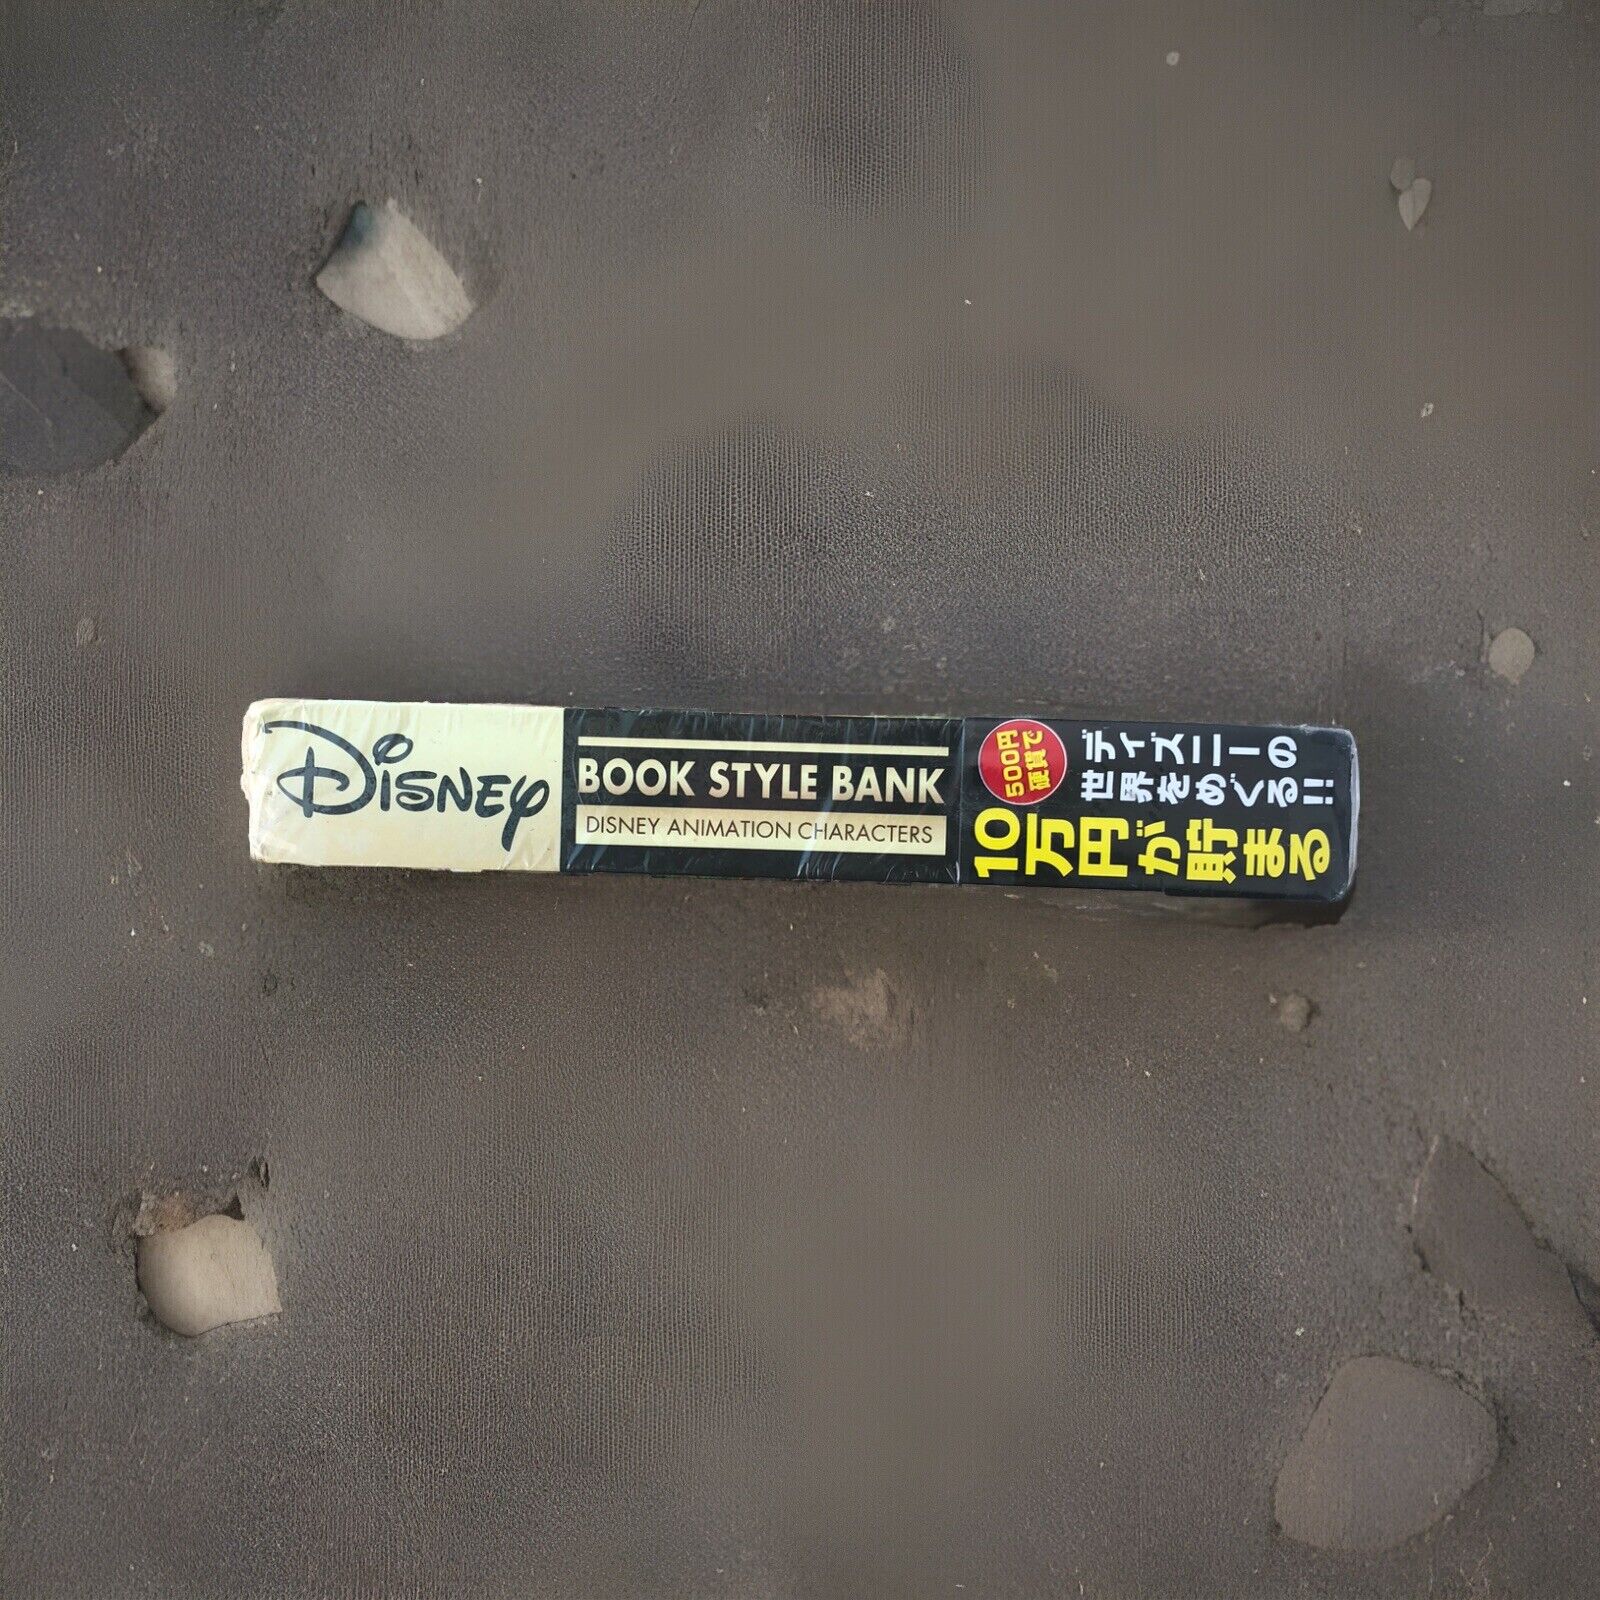 Disney
BOOK STYLE BANK
DISNEY ANIMATION CHARACTERS
500円
硬貨で
ディズニーの
世界をめぐる!!
10万円が貯まる